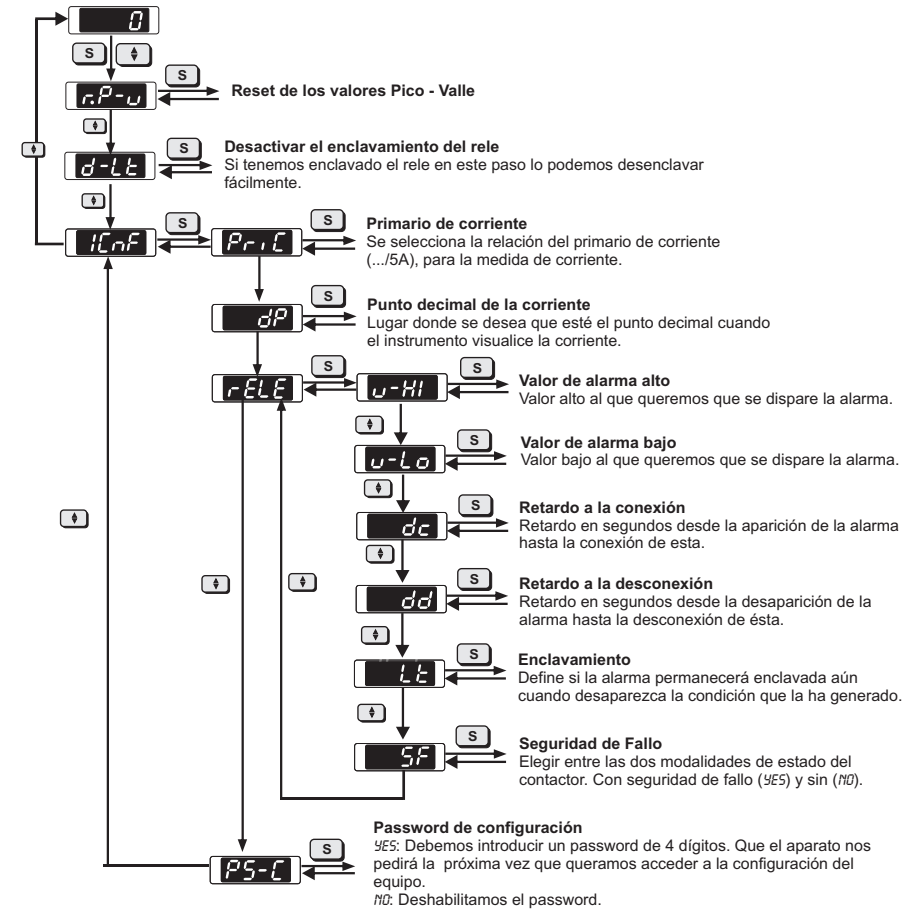 0
S
r.P-u
S
Reset de los valores Pico - Valle
d-Lt
S
Desactivar el enclavamiento del rele
Si tenemos enclavado el rele en este paso lo podemos desenclavar
fácilmente.
1CnF
S
PriC
S
Primario de corriente
Se selecciona la relación del primario de corriente
(.../5A), para la medida de corriente.
dP
S
Punto decimal de la corriente
Lugar donde se desea que esté el punto decimal cuando
el instrumento visualice la corriente.
rELE
S
u-HI
S
Valor de alarma alto
Valor alto al que queremos que se dispare la alarma.
u-Lo
S
Valor de alarma bajo
Valor bajo al que queremos que se dispare la alarma.
dc
S
Retardo a la conexión
Retardo en segundos desde la aparición de la alarma
hasta la conexión de esta.
dd
S
Retardo a la desconexión
Retardo en segundos desde la desaparición de la
alarma hasta la desconexión de ésta.
Lt
S
Enclavamiento
Define si la alarma permanecerá enclavada aún
cuando desaparezca la condición que la ha generado.
SF
S
Seguridad de Fallo
Elegir entre las dos modalidades de estado del
contactor. Con seguridad de fallo (YES) y sin (NO).
PS-C
S
Password de configuración
YES: Debemos introducir un password de 4 dígitos. Que el aparato nos
pedirá la próxima vez que queramos acceder a la configuración del
equipo.
NO: Deshabilitamos el password.